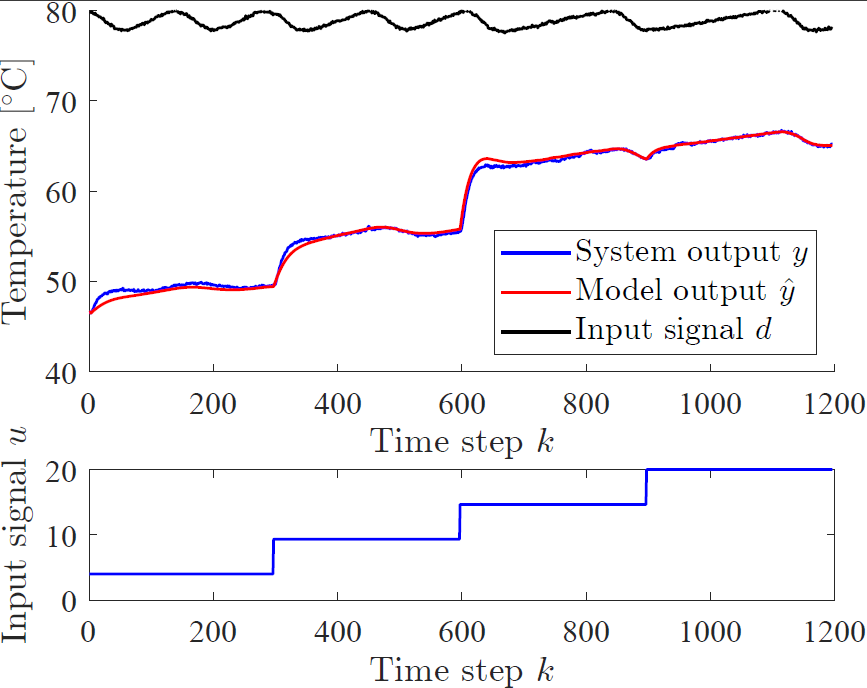 80
70
60
50
40
Temperature [°C]
System output y
Model output ŷ
Input signal d
0 200 400 600 800 1000 1200
Time step k
20
10
0
Input signal u
0 200 400 600 800 1000 1200
Time step k